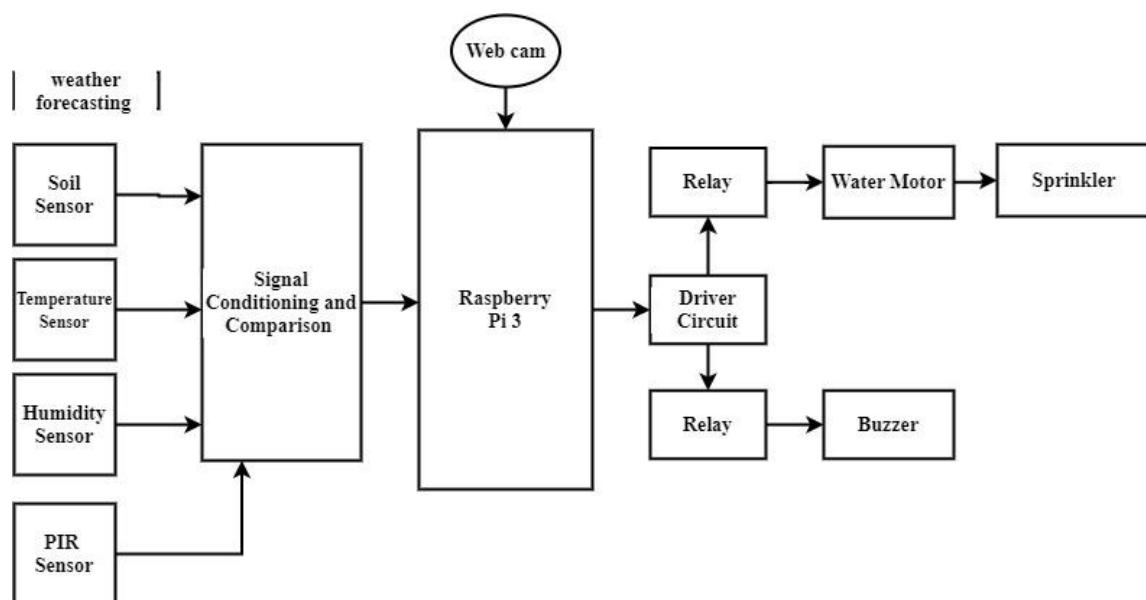 Web cam
weather
forecasting
Soil
Sensor
Temperature
Sensor
Humidity
Sensor
PIR
Sensor
Signal
Conditioning and
Comparison
Raspberry
Pi 3
Relay
Water Motor
Sprinkler
Driver
Circuit
Relay
Buzzer